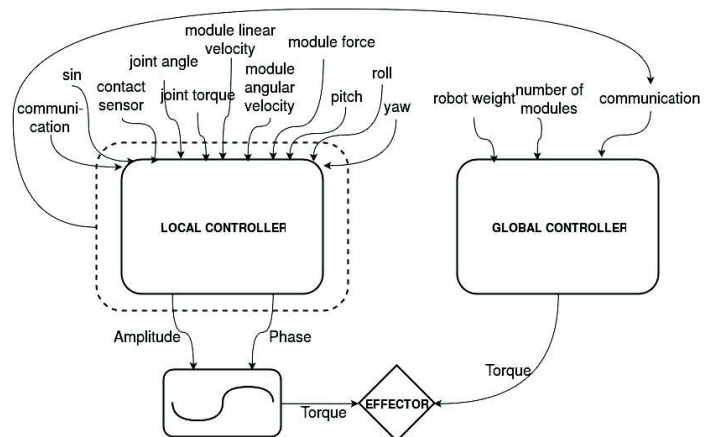 module linear
velocity
module force
joint angle
roll
sin
contact
sensor
module
angular
velocity
joint torque
pitch
yaw
communi-
cation
robot weight
number of
modules
communication
LOCAL CONTROLLER
GLOBAL CONTROLLER
Amplitude
Phase
Torque
Torque
EFFECTOR